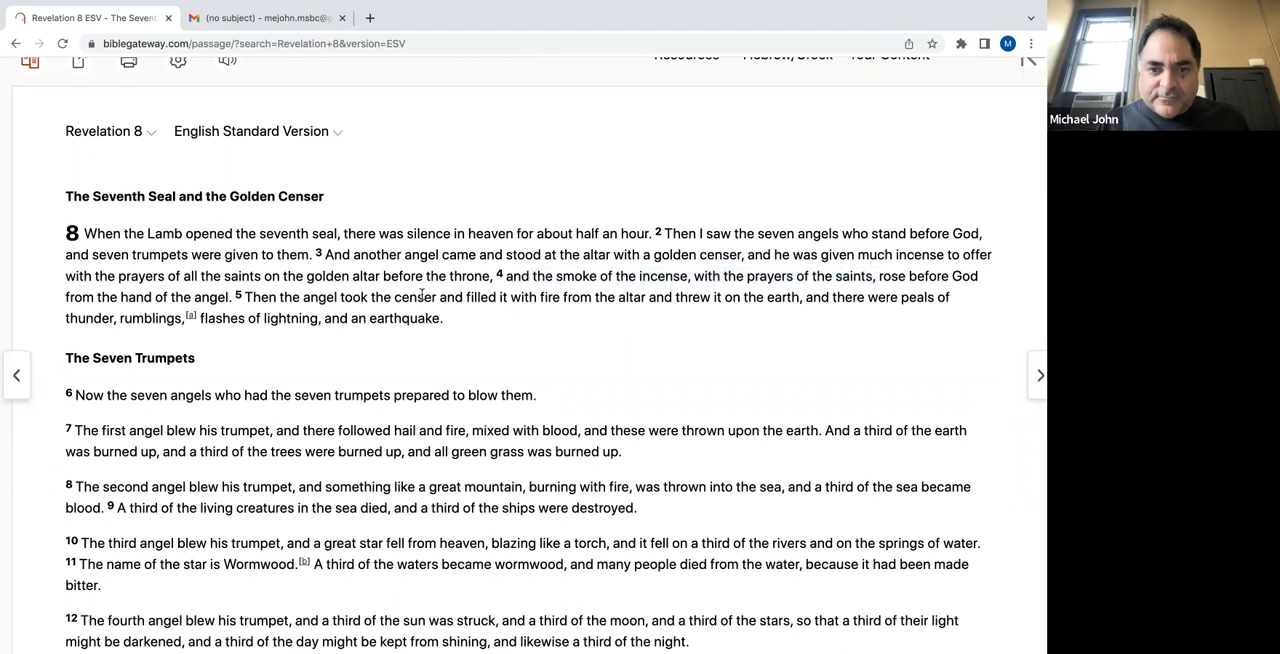 Revelation 8 ESV - The Sevent
(no subject) - mejohn.msbc@g
biblegateway.com/passage/?search=Revelation+8&version=ESV
M
Resources Hebrew/Greek Your Content
Michael John
Revelation 8 English Standard Version
The Seventh Seal and the Golden Censer
8 When the Lamb opened the seventh seal, there was silence in heaven for about half an hour. 2 Then I saw the seven angels who stand before God,
and seven trumpets were given to them. 3 And another angel came and stood at the altar with a golden censer, and he was given much incense to offer
with the prayers of all the saints on the golden altar before the throne, 4 and the smoke of the incense, with the prayers of the saints, rose before God
from the hand of the angel. 5 Then the angel took the censer and filled it with fire from the altar and threw it on the earth, and there were peals of
thunder, rumblings,[a] flashes of lightning, and an earthquake.
The Seven Trumpets
6 Now the seven angels who had the seven trumpets prepared to blow them.
7 The first angel blew his trumpet, and there followed hail and fire, mixed with blood, and these were thrown upon the earth. And a third of the earth
was burned up, and a third of the trees were burned up, and all green grass was burned up.
8 The second angel blew his trumpet, and something like a great mountain, burning with fire, was thrown into the sea, and a third of the sea became
blood. 9 A third of the living creatures in the sea died, and a third of the ships were destroyed.
10 The third angel blew his trumpet, and a great star fell from heaven, blazing like a torch, and it fell on a third of the rivers and on the springs of water.
11 The name of the star is Wormwood.[b] A third of the waters became wormwood, and many people died from the water, because it had been made
bitter.
12 The fourth angel blew his trumpet, and a third of the sun was struck, and a third of the moon, and a third of the stars, so that a third of their light
might be darkened, and a third of the day might be kept from shining, and likewise a third of the night.